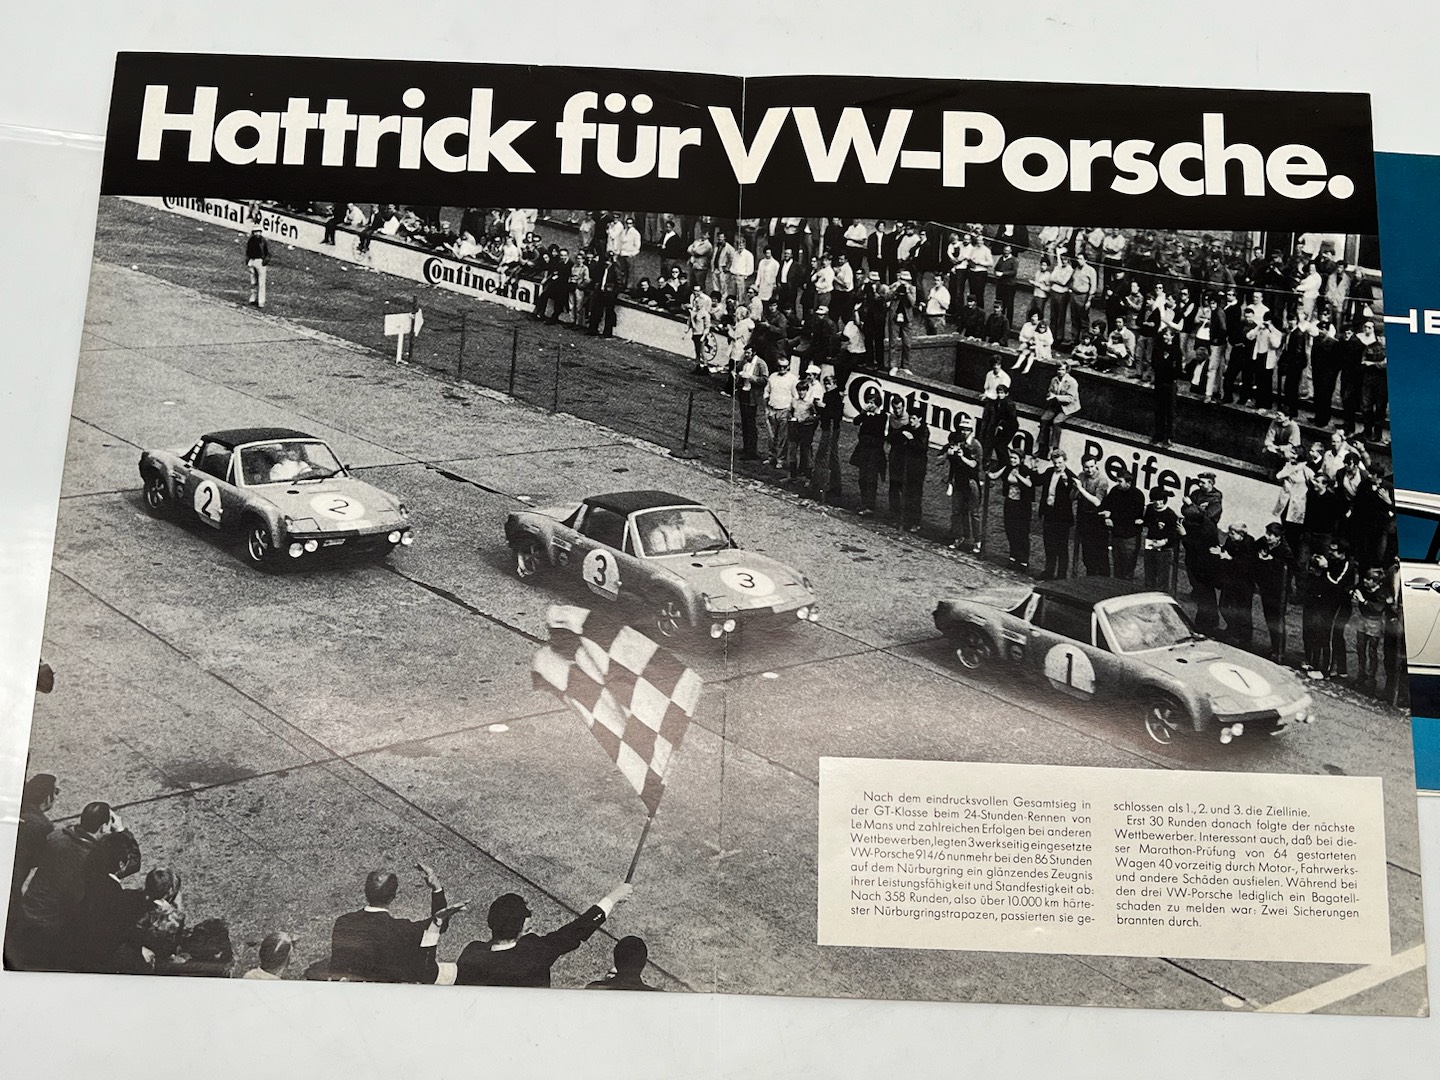 Hattrick für VW-Porsche.
Continental Reifen
Continental
Continental Reifen
2 2
3 3
1 1
HE
Nach dem eindrucksvollen Gesamtsieg in
der GT-Klasse beim 24-Stunden-Rennen von
Le Mans und zahlreichen Erfolgen bei anderen
Wettbewerben, legten 3 werkseitig eingesetzte
VW-Porsche 914/6 nunmehr bei den 86 Stunden
auf dem Nürburgring ein glänzendes Zeugnis
ihrer Leistungsfähigkeit und Standfestigkeit ab:
Nach 358 Runden, also über 10.000 km härte-
ster Nürburgringstrapazen, passierten sie ge-
schlossen als 1., 2. und 3. die Ziellinie.
Erst 30 Runden danach folgte der nächste
Wettbewerber. Interessant auch, daß bei die-
ser Marathon-Prüfung von 64 gestarteten
Wagen 40 vorzeitig durch Motor-, Fahrwerks-
und andere Schäden ausfielen. Während bei
den drei VW-Porsche lediglich ein Bagatell-
schaden zu melden war: Zwei Sicherungen
brannten durch.